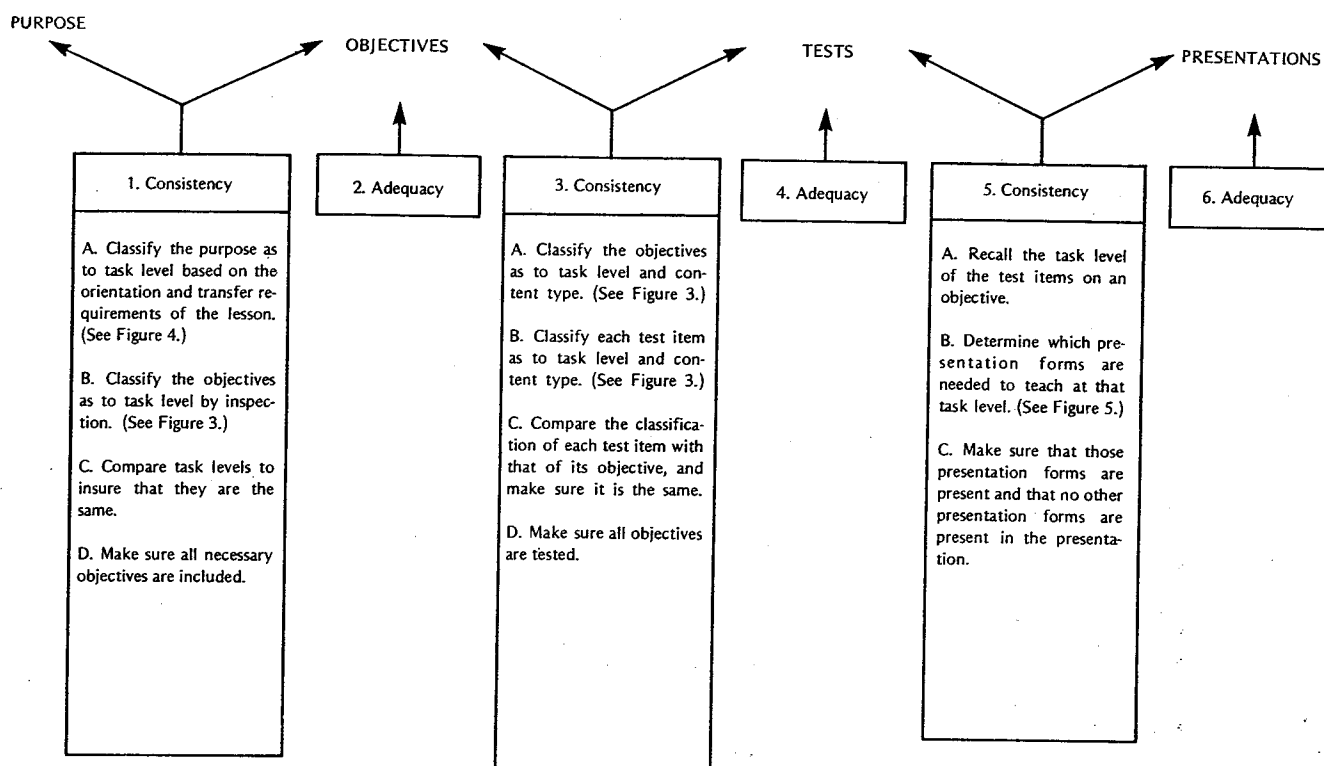 PURPOSE
OBJECTIVES
TESTS
PRESENTATIONS
1. Consistency
A. Classify the purpose as
to task level based on the
orientation and transfer re-
quirements of the lesson.
(See Figure 4.)
B. Classify the objectives
as to task level by inspec-
tion. (See Figure 3.)
C. Compare task levels to
insure that they are the
same.
D. Make sure all necessary
objectives are included.
2. Adequacy
3. Consistency
A. Classify the objectives
as to task level and con-
tent type. (See Figure 3.)
B. Classify each test item
as to task level and con-
tent type. (See Figure 3.)
C. Compare the classifica-
tion of each test item with
that of its objective, and
make sure it is the same.
D. Make sure all objectives
are tested.
4. Adequacy
5. Consistency
A. Recall the task level
of the test items on an
objective.
B. Determine which pre-
sentation forms are
needed to teach at that
task level. (See Figure 5.)
C. Make sure that those
presentation forms are
present and that no other
presentation forms are
present in the presenta-
tion.
6. Adequacy